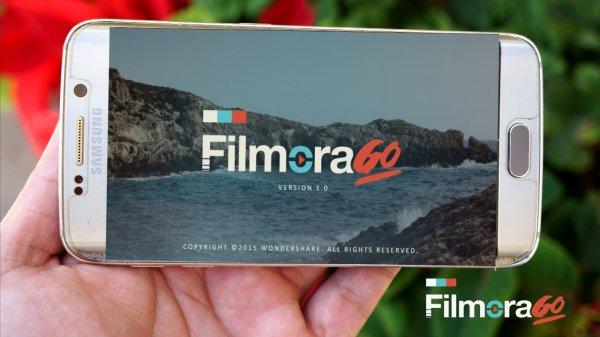 SAMSUNG
FilmoraGO
VERSION 1.0
COPYRIGHT ©2015 WONDERSHARE. ALL RIGHTS RESERVED.
FilmoraGO